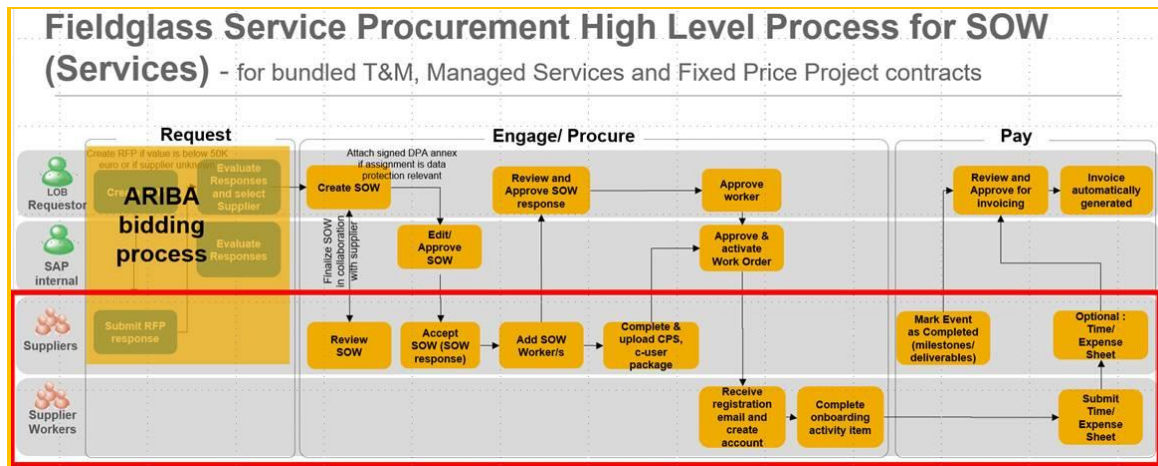 Fieldglass Service Procurement High Level Process for SOW
(Services) - for bundled T&M, Managed Services and Fixed Price Project contracts
Request
Engage/ Procure
Pay
LOB
Requestor
SAP
internal
Suppliers
Supplier
Workers
Create RFP if value is below 50K
euro or if supplier unknown
ARIBA
bidding
process
Evaluate
Responses
and select
Supplier
Evaluate
Responses
Submit RFP
response
Create SOW
Attach signed DPA annex
if assignment is data
protection relevant
Finalize SOW
in collaboration
with supplier
Edit/
Approve
SOW
Review
SOW
Accept
SOW (SOW
response)
Add SOW
Worker/s
Review and
Approve SOW
response
Complete &
upload CPS,
c-user
package
Approve
worker
Approve &
activate
Work Order
Receive
registration
email and
create
account
Complete
onboarding
activity item
Mark Event
as Completed
(milestones/
deliverables)
Review and
Approve for
invoicing
Invoice
automatically
generated
Optional :
Time/
Expense
Sheet
Submit
Time/
Expense
Sheet